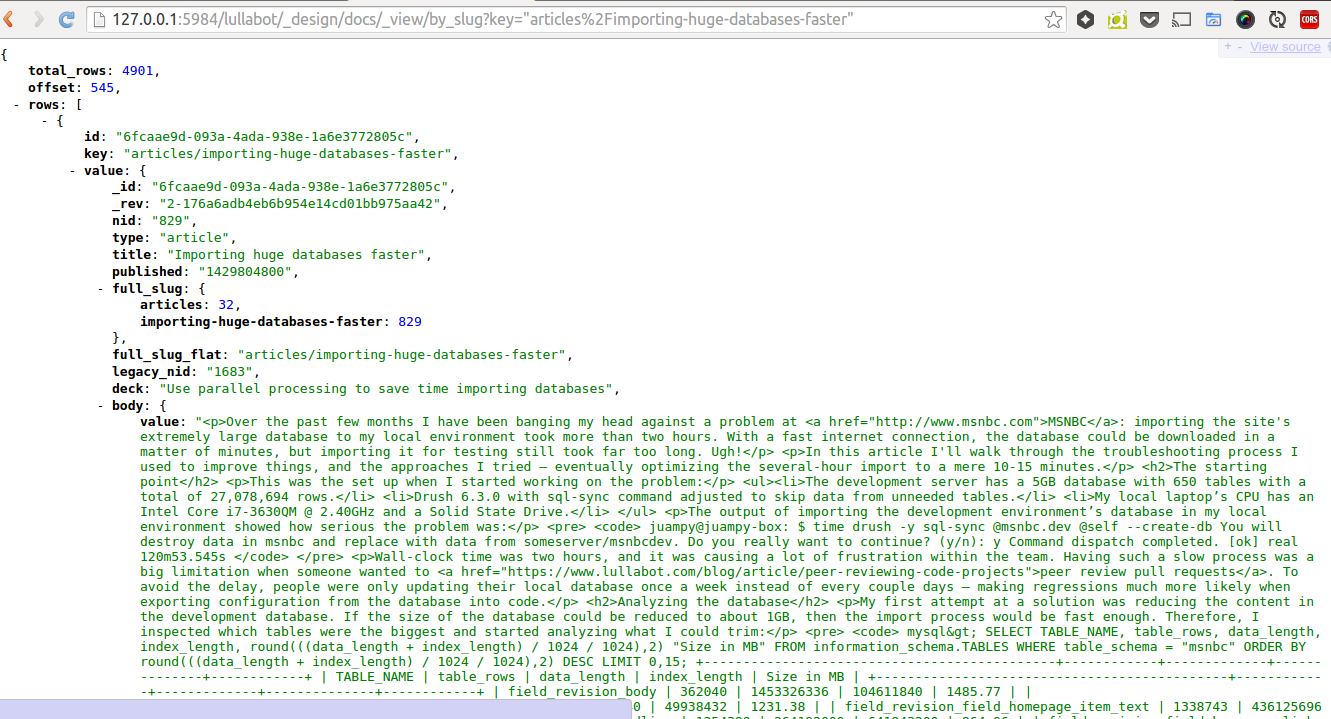 127.0.0.1:5984/lullabot/_design/docs/_view/by_slug?key="articles%2Fimporting-huge-databases-faster"
CORS
+ - View source
{
total_rows: 4901,
offset: 545,
- rows: [
- {
id: "6fcaae9d-093a-4ada-938e-1a6e3772805c",
key: "articles/importing-huge-databases-faster",
- value: {
_id: "6fcaae9d-093a-4ada-938e-1a6e3772805c",
_rev: "2-176a6adb4eb6b954e14cd01bb975aa42",
nid: "829",
type: "article",
title: "Importing huge databases faster",
published: "1429804800",
- full_slug: {
articles: 32,
importing-huge-databases-faster: 829
},
full_slug_flat: "articles/importing-huge-databases-faster",
legacy_nid: "1683",
deck: "Use parallel processing to save time importing databases",
- body: {
value: "<p>Over the past few months I have been banging my head against a problem at <a href="http://www.msnbc.com">MSNBC</a>: importing the site's
extremely large database to my local environment took more than two hours. With a fast internet connection, the database could be downloaded in a
matter of minutes, but importing it for testing still took far too long. Ugh!</p> <p>In this article I'll walk through the troubleshooting process I
used to improve things, and the approaches I tried — eventually optimizing the several-hour import to a mere 10-15 minutes.</p> <h2>The starting
point</h2> <p>This was the set up when I started working on the problem:</p> <ul><li>The development server has a 5GB database with 650 tables with a
total of 27,078,694 rows.</li> <li>Drush 6.3.0 with sql-sync command adjusted to skip data from unneeded tables.</li> <li>My local laptop’s CPU has an
Intel Core i7-3630QM @ 2.40GHz and a Solid State Drive.</li> </ul> <p>The output of importing the development environment’s database in my local
environment showed how serious the problem was:</p> <pre> <code> juampy@juampy-box: $ time drush -y sql-sync @msnbc.dev @self --create-db You will
destroy data in msnbc and replace with data from someserver/msnbcdev. Do you really want to continue? (y/n): y Command dispatch completed. [ok] real
120m53.545s </code> </pre> <p>Wall-clock time was two hours, and it was causing a lot of frustration within the team. Having such a slow process was a
big limitation when someone wanted to <a href="https://www.lullabot.com/blog/article/peer-reviewing-code-projects">peer review pull requests</a>. To
avoid the delay, people were only updating their local database once a week instead of every couple days — making regressions much more likely when
exporting configuration from the database into code.</p> <h2>Analyzing the database</h2> <p>My first attempt at a solution was reducing the content in
the development database. If the size of the database could be reduced to about 1GB, then the import process would be fast enough. Therefore, I
inspected which tables were the biggest and started analyzing what I could trim:</p> <pre> <code> mysql&gt; SELECT TABLE_NAME, table_rows, data_length,
index_length, round(((data_length + index_length) / 1024 / 1024),2) "Size in MB" FROM information_schema.TABLES WHERE table_schema = "msnbc" ORDER BY
round(((data_length + index_length) / 1024 / 1024),2) DESC LIMIT 0,15; +---------------------------------------------+------------+-------------+-------
-------+------------+ | TABLE_NAME | table_rows | data_length | index_length | Size in MB | +---------------------------------------------+-----------
-+-------------+--------------+------------+ | field_revision_body | 362040 | 1453326336 | 104611840 | 1485.77 | |
| 49938432 | 1231.38 | | field_revision_field_homepage_item_text | 1338743 | 436125696